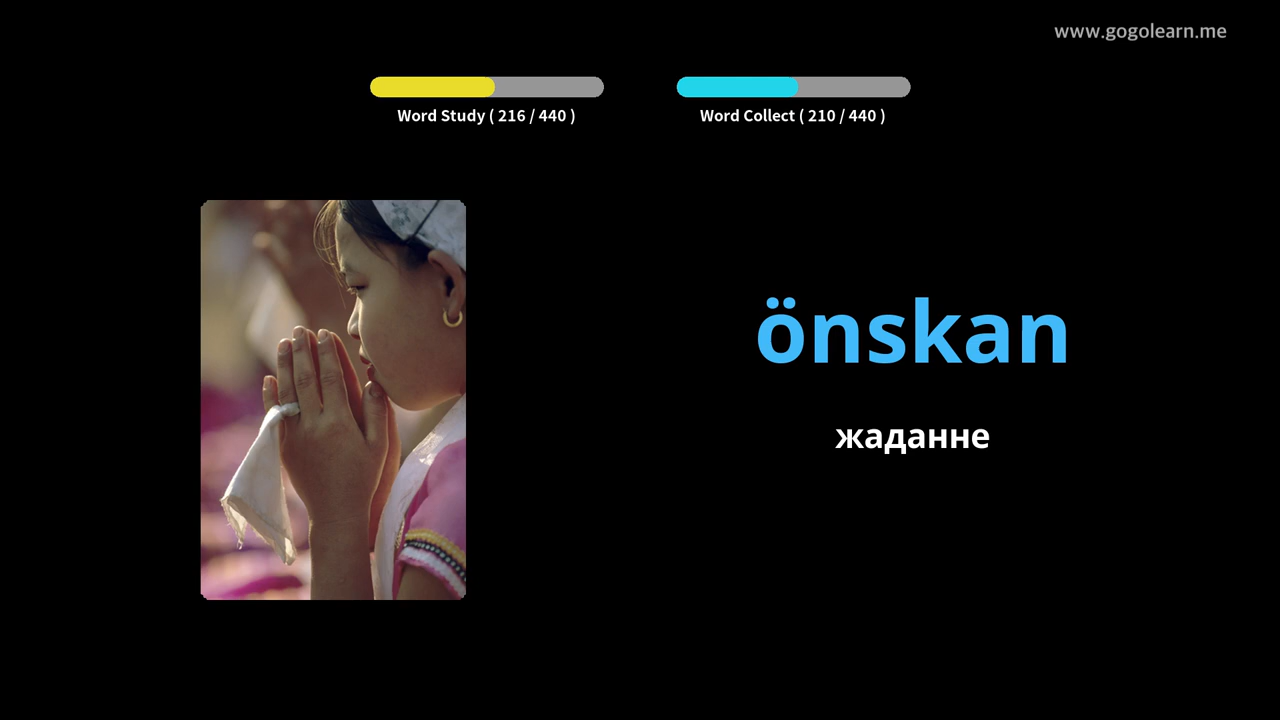 www.gogolearn.me
Word Study ( 216 / 440 )
Word Collect ( 210 / 440 )
önskan
жаданне